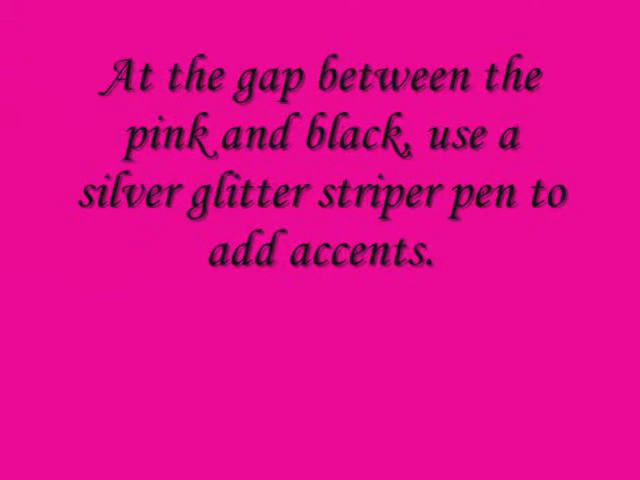 At the gap between the
pink and black, use a
silver glitter striper pen to
add accents.